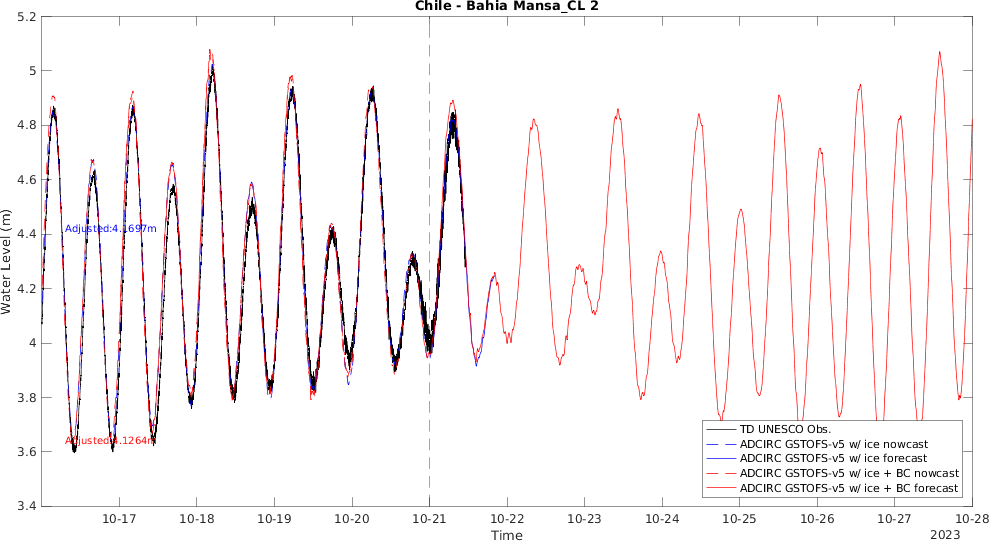 Chile - Bahia Mansa_CL 2
5.2
5
4.8
4.6
4.4
4.2
4
3.8
3.6
3.4
Water Level (m)
Adjusted:4.1697m
Adjusted:4.1264m
TD UNESCO Obs.
ADCIRC GSTOFS-v5 w/ ice nowcast
ADCIRC GSTOFS-v5 w/ ice forecast
ADCIRC GSTOFS-v5 w/ ice + BC nowcast
ADCIRC GSTOFS-v5 w/ ice + BC forecast
10-17 10-18 10-19 10-20 10-21 10-22 10-23 10-24 10-25 10-26 10-27 10-28
Time
2023